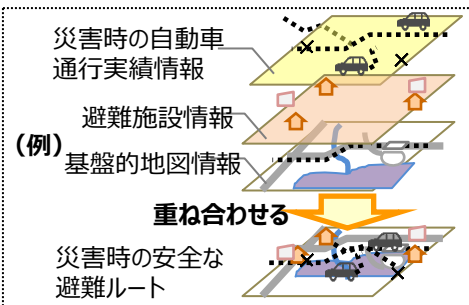 災害時の自動車
通行実績情報
避難施設情報
(例)
基盤的地図情報
重ね合わせる
災害時の安全な
避難ルート